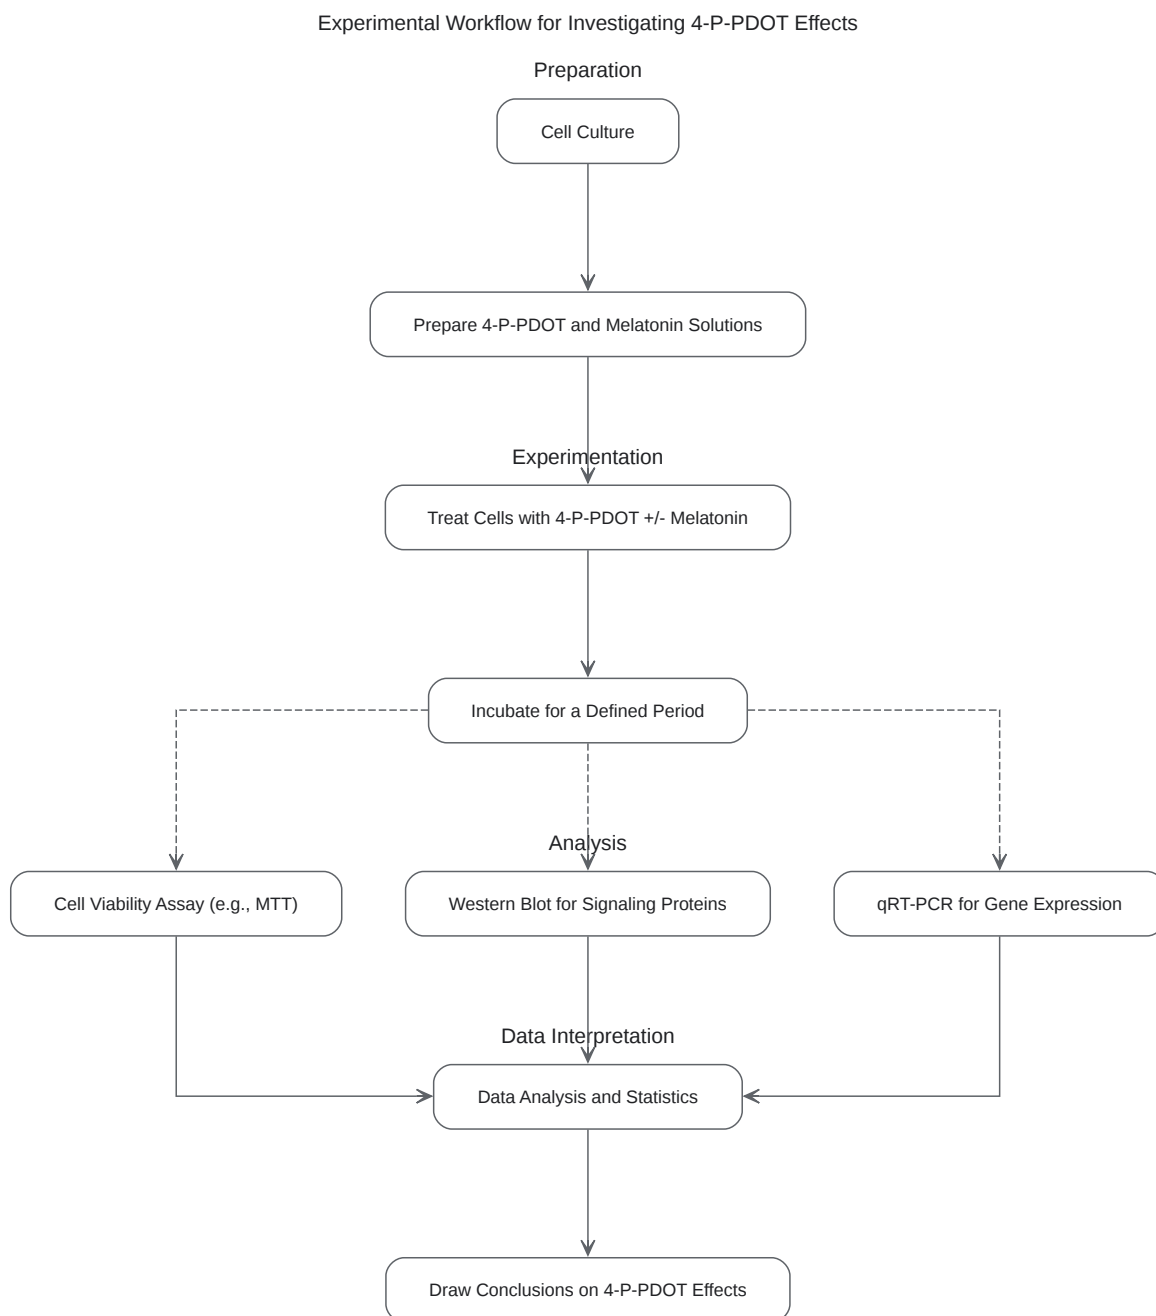 Experimental Workflow for Investigating 4-P-PDOT Effects
Preparation
Cell Culture
Prepare 4-P-PDOT and Melatonin Solutions
Experimentation
Treat Cells with 4-P-PDOT +/- Melatonin
Incubate for a Defined Period
Analysis
Cell Viability Assay (e.g., MTT)
Western Blot for Signaling Proteins
qRT-PCR for Gene Expression
Data Interpretation
Data Analysis and Statistics
Draw Conclusions on 4-P-PDOT Effects